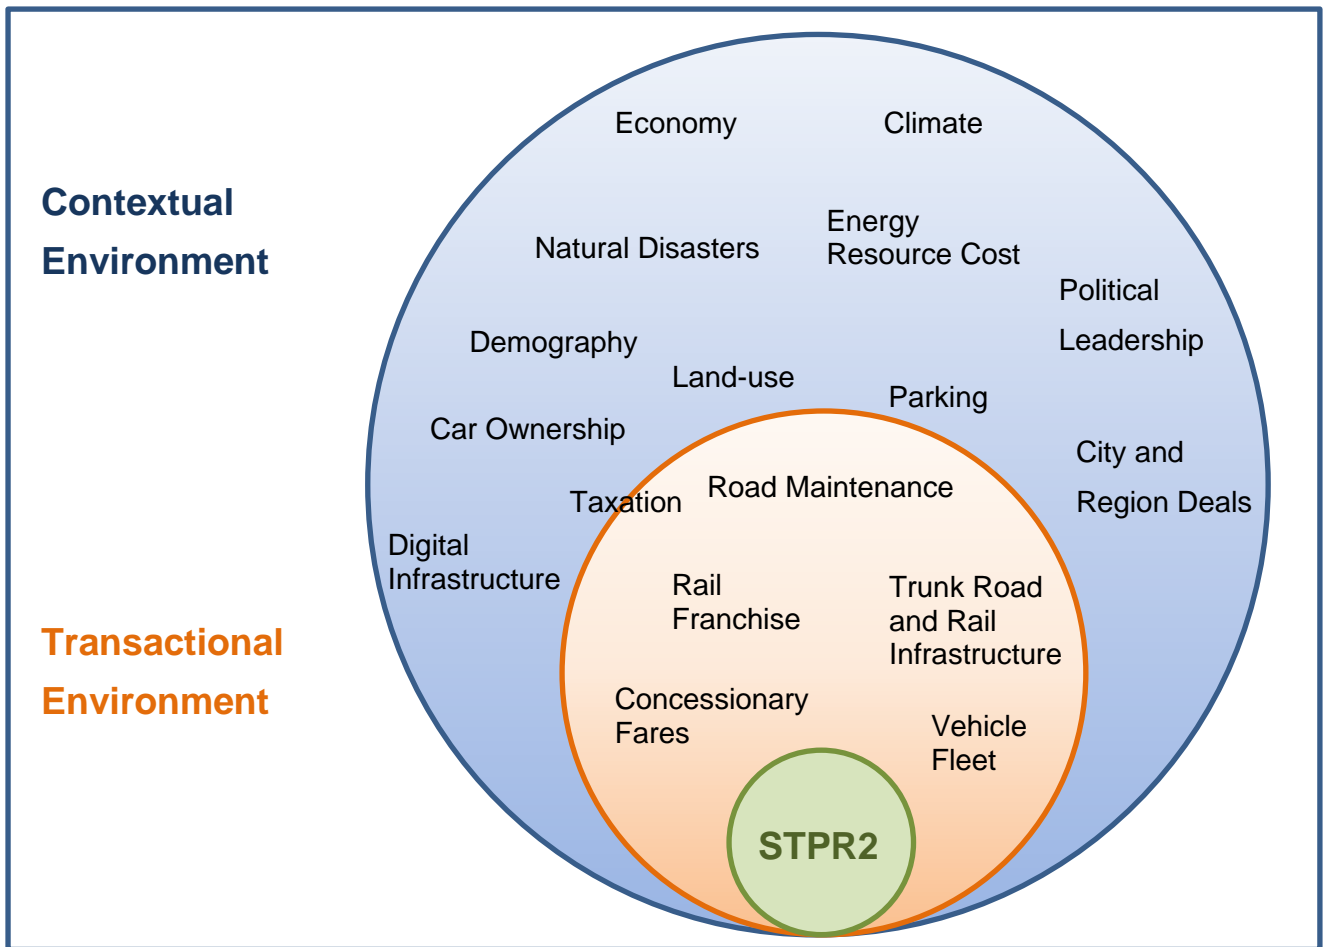 Economy
Climate
Contextual
Environment
Natural Disasters
Energy
Resource Cost
Political
Leadership
Demography
Land-use
Parking
Car Ownership
City and
Region Deals
Taxation
Road Maintenance
Digital
Infrastructure
Rail
Franchise
Trunk Road
and Rail
Infrastructure
Transactional
Environment
Concessionary
Fares
Vehicle
Fleet
STPR2